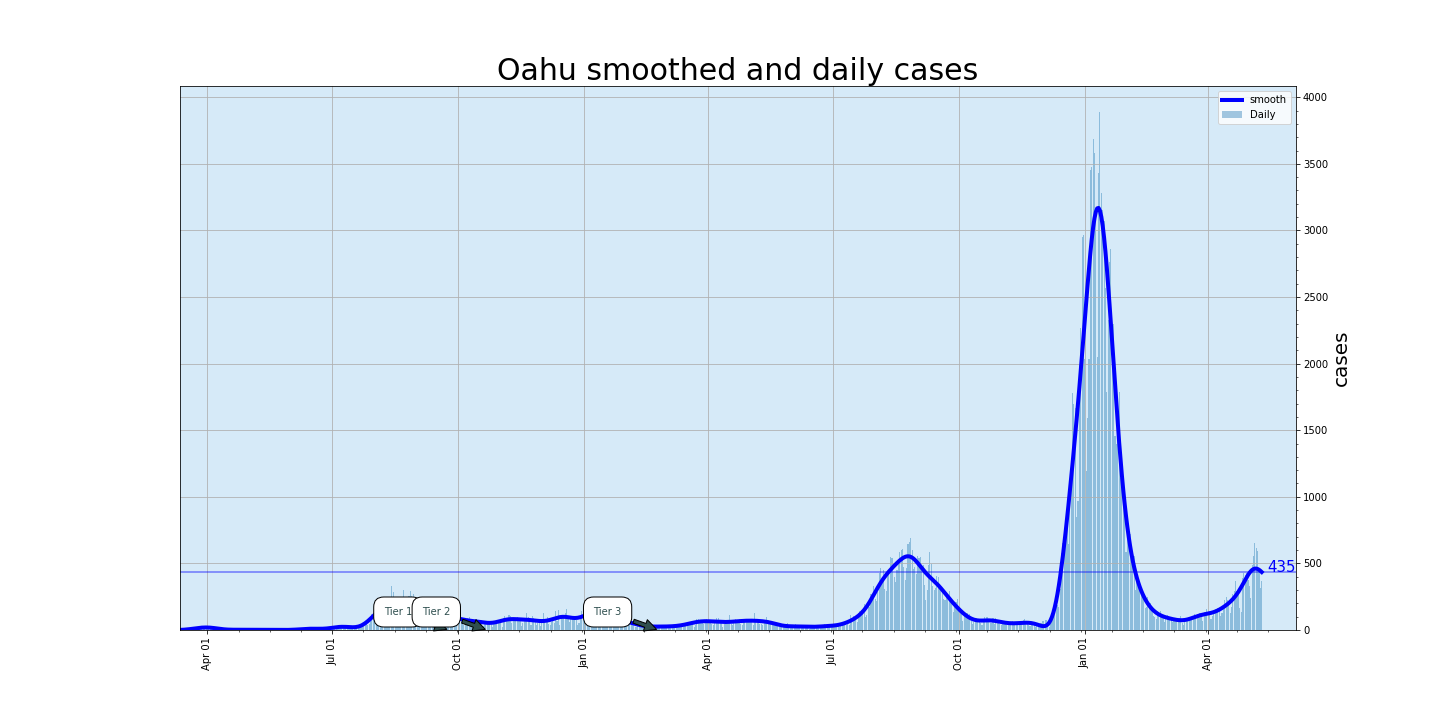 Oahu smoothed and daily cases
smooth
Daily
4000
3500
3000
2500
2000
1500
1000
500
0
cases
435
Tier 1
Tier 2
Tier 3
Apr 01
Jul 01
Oct 01
Jan 01
Apr 01
Jul 01
Oct 01
Jan 01
Apr 01